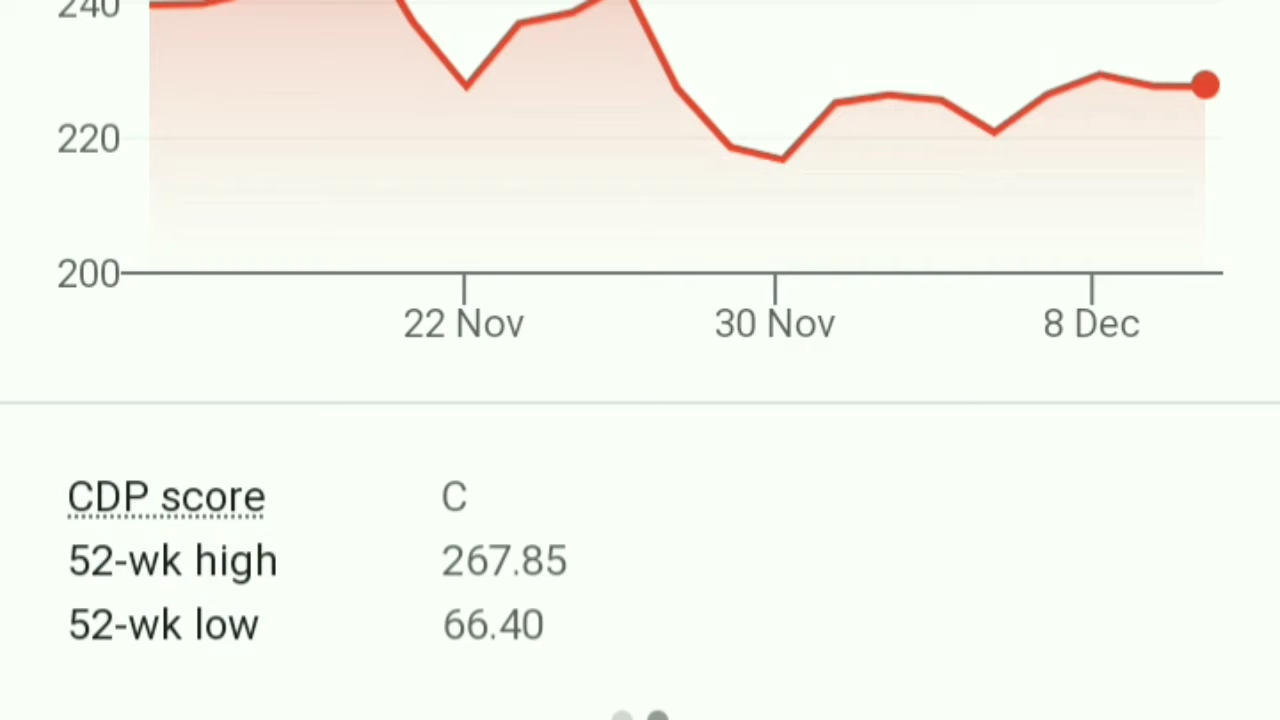 240
220
200
22 Nov 30 Nov 8 Dec
CDP score C
52-wk high 267.85
52-wk low 66.40